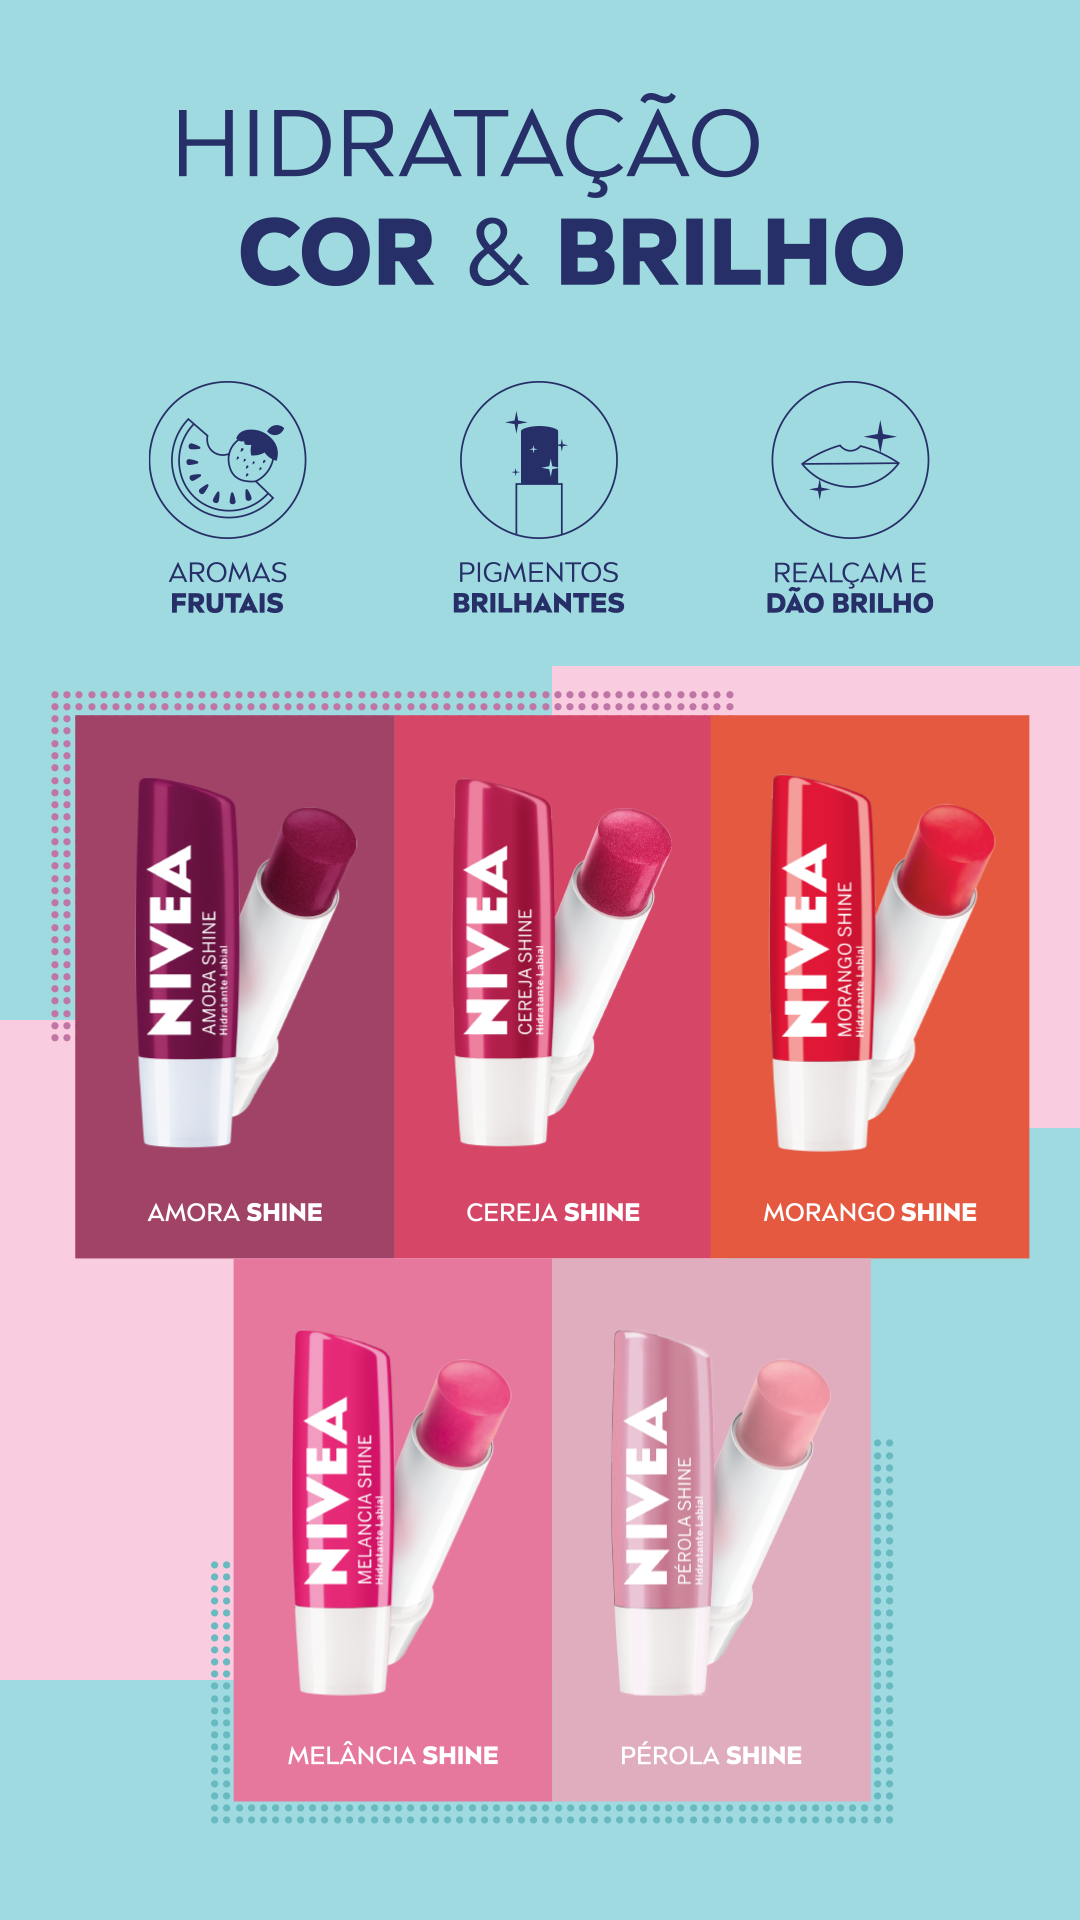 HIDRATAÇÃO
COR & BRILHO
AROMAS
FRUTAIS
PIGMENTOS
BRILHANTES
REALÇAM E
DÃO BRILHO
NIVEA
AMORA SHINE
Hidratante Labial
NIVEA
CEREJA SHINE
Hidratante Labial
NIVEA
MORANGO SHINE
Hidratante Labial
AMORA SHINE
CEREJA SHINE
MORANGO SHINE
NIVEA
MELANCIA SHINE
Hidratante Labial
NIVEA
PÉROLA SHINE
Hidratante Labial
MELÂNCIA SHINE
PÉROLA SHINE